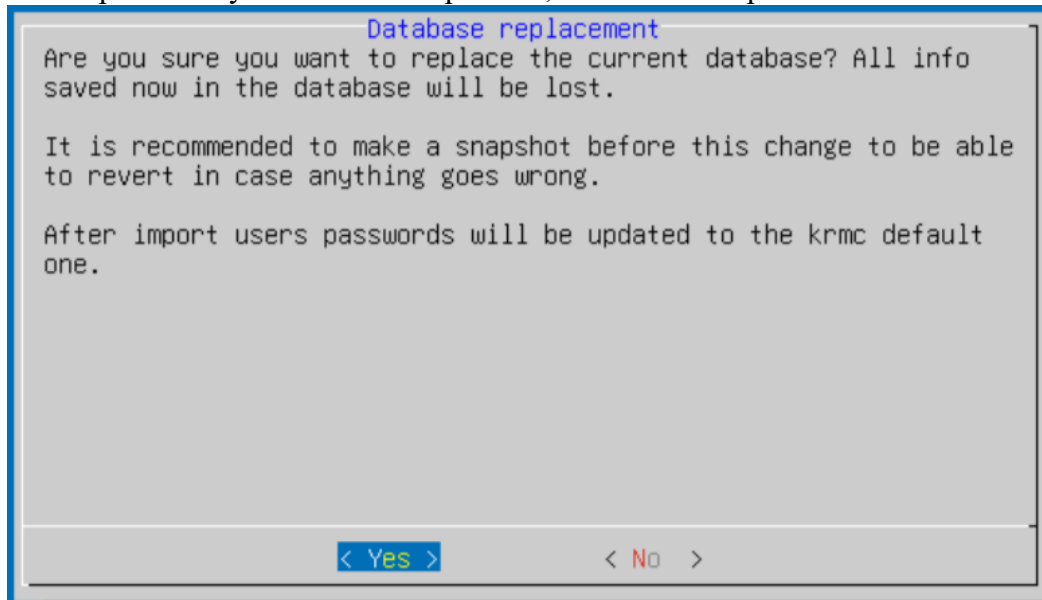 Database replacement
Are you sure you want to replace the current database? All info
saved now in the database will be lost.
It is recommended to make a snapshot before this change to be able
to revert in case anything goes wrong.
After import users passwords will be updated to the krmc default
one.
< Yes > < No >